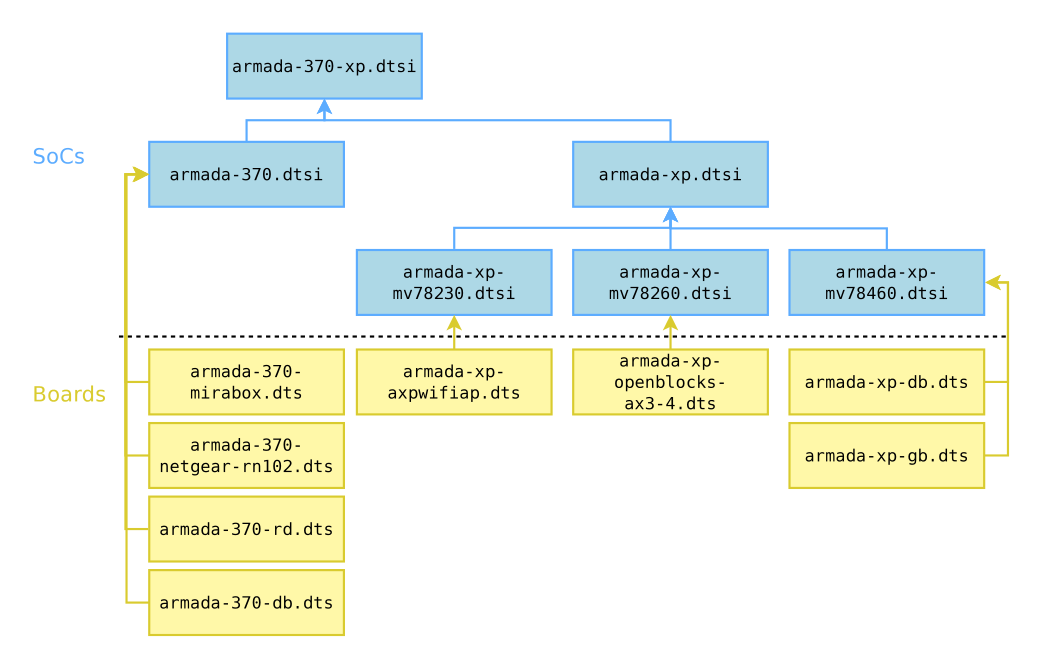 armada-370-xp.dtsi
SoCs
armada-370.dtsi
armada-xp.dtsi
armada-xp-
mv78230.dtsi
armada-xp-
mv78260.dtsi
armada-xp-
mv78460.dtsi
Boards
armada-370-
mirabox.dts
armada-xp-
axpwifiap.dts
armada-xp-
openblocks-
ax3-4.dts
armada-xp-db.dts
armada-370-
netgear-rn102.dts
armada-xp-gb.dts
armada-370-rd.dts
armada-370-db.dts